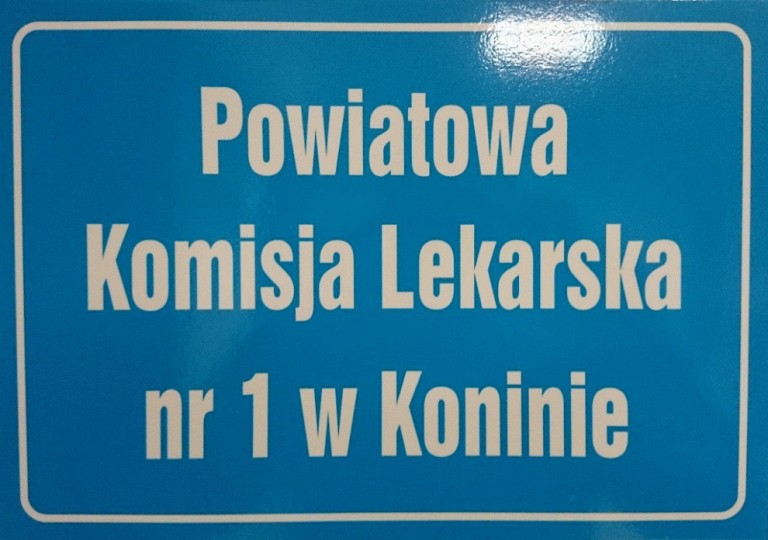 Powiatowa
Komisja Lekarska
nr 1 w Koninie